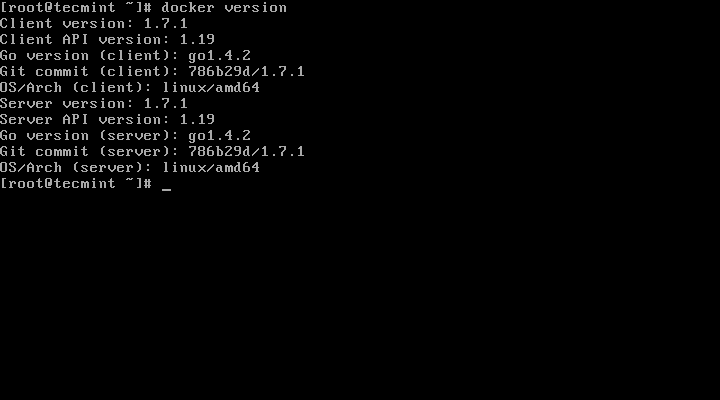 [root@tecmint ~]# docker version
Client version: 1.7.1
Client API version: 1.19
Go version (client): go1.4.2
Git commit (client): 786b29d/1.7.1
OS/Arch (client): linux/amd64
Server version: 1.7.1
Server API version: 1.19
Go version (server): go1.4.2
Git commit (server): 786b29d/1.7.1
OS/Arch (server): linux/amd64
[root@tecmint ~]# _